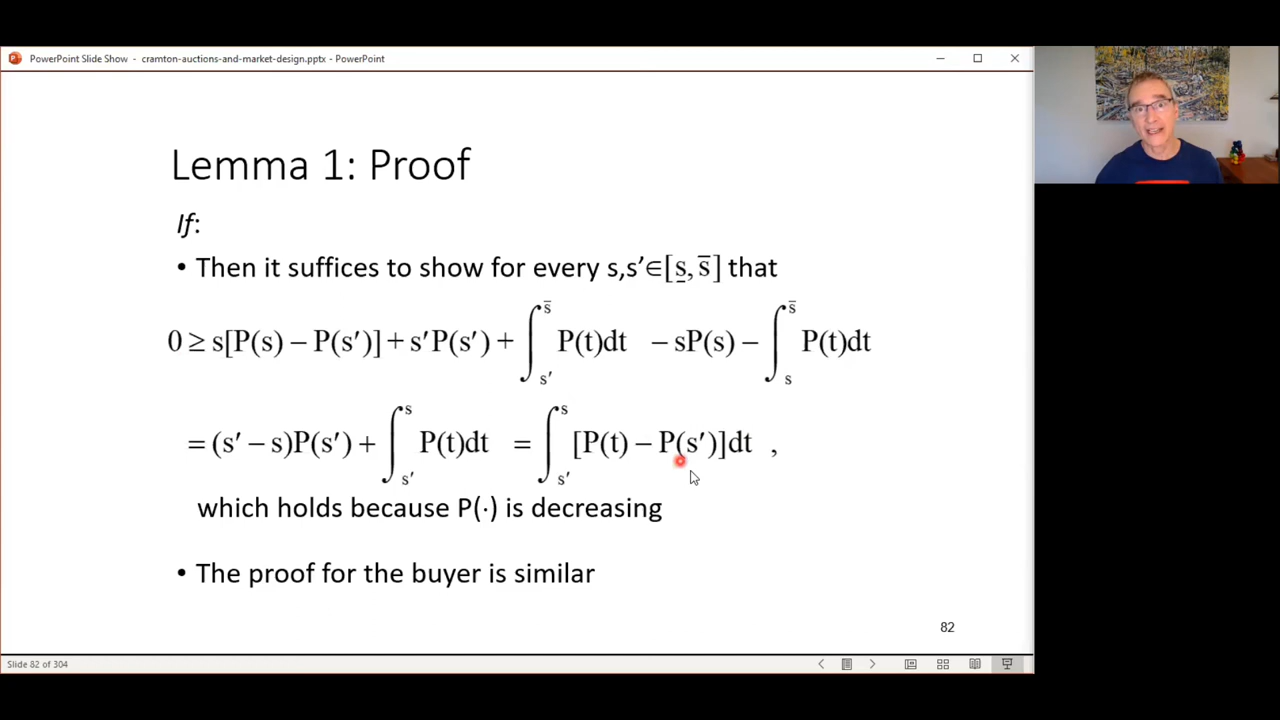 PowerPoint Slide Show - cramton-auctions-and-market-design.pptx - PowerPoint
Lemma 1: Proof
If:
• Then it suffices to show for every s,s′∈[s̲, s̄] that
0 ≥ s[P(s) − P(s′)] + s′P(s′) + ∫_{s′}^{s̄} P(t)dt − sP(s) − ∫_{s}^{s̄} P(t)dt
= (s′ − s)P(s′) + ∫_{s′}^{s} P(t)dt = ∫_{s′}^{s} [P(t) − P(s′)]dt ,
which holds because P(·) is decreasing
• The proof for the buyer is similar
82
Slide 82 of 304